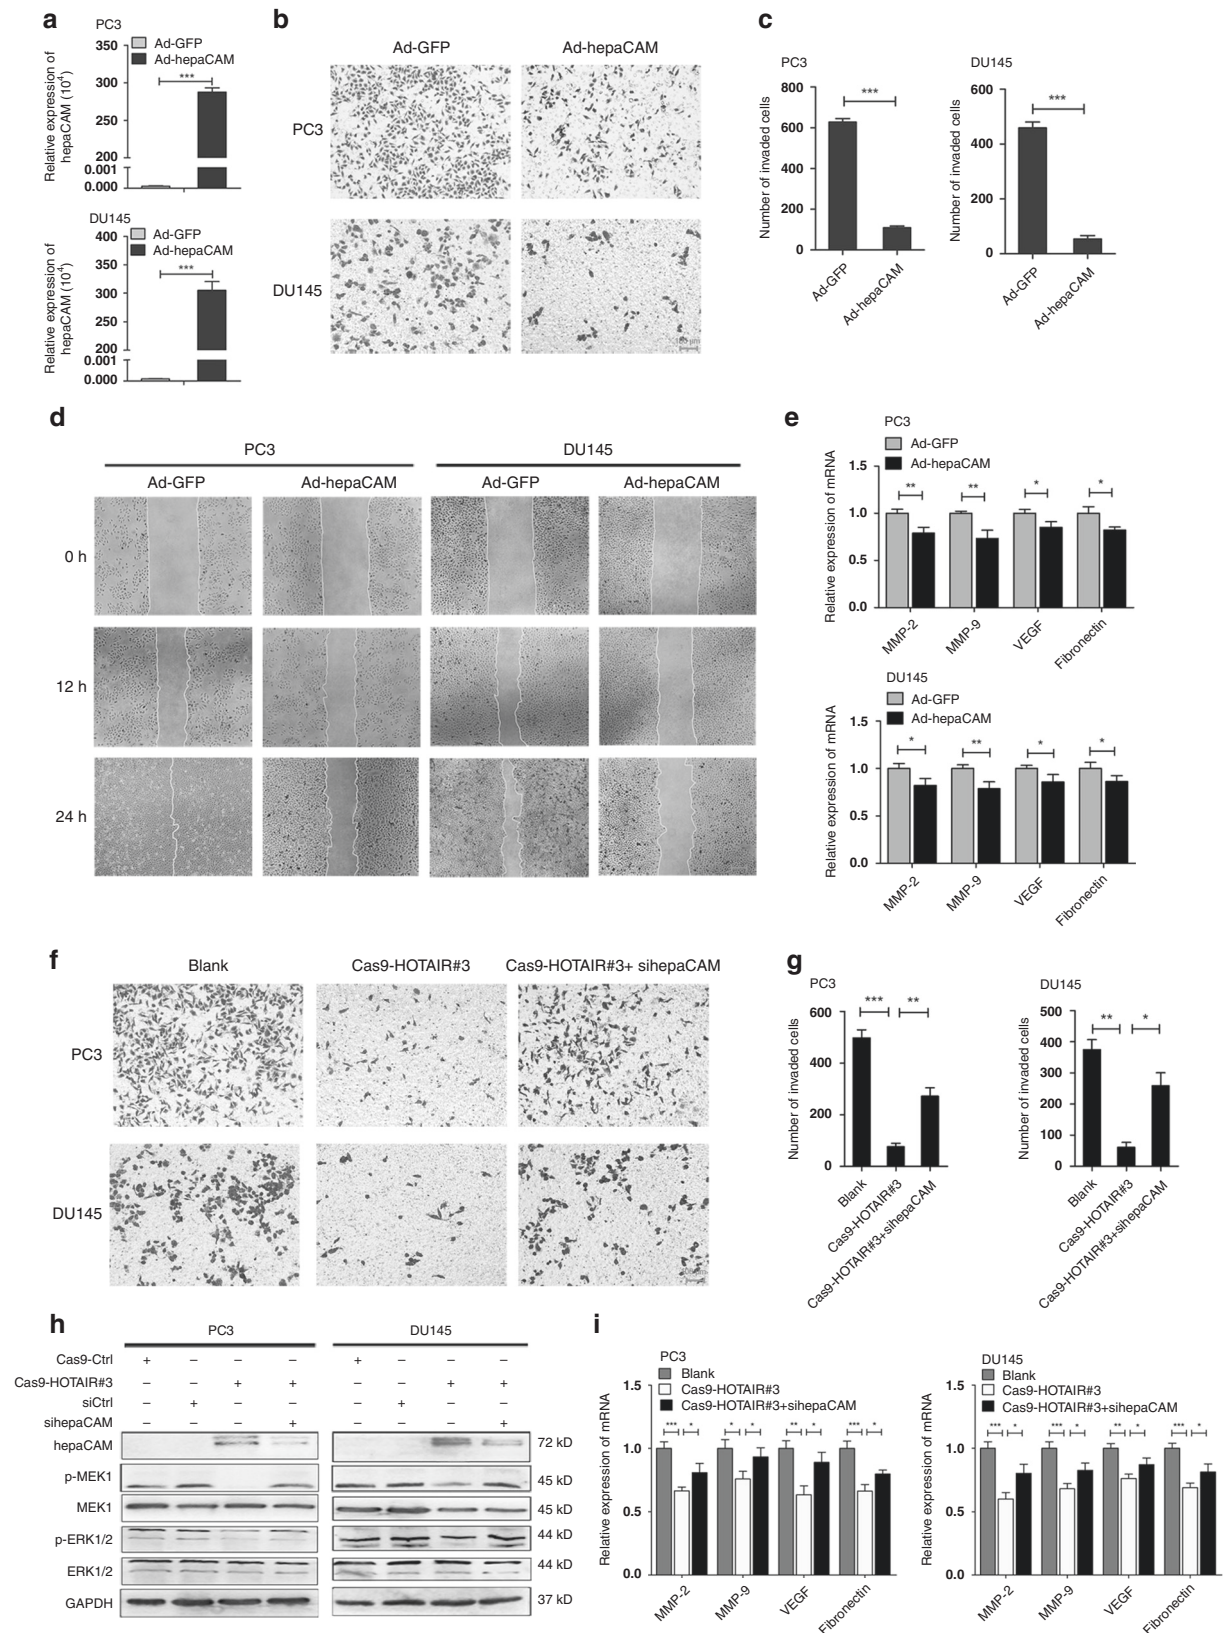 a
PC3
Ad-GFP
Ad-hepaCAM
Relative expression of
hepaCAM (10⁴)
350
300
250
200
0.001
0.000
***
DU145
Ad-GFP
Ad-hepaCAM
Relative expression of
hepaCAM (10⁴)
400
350
300
250
200
0.001
0.000
***
b
Ad-GFP Ad-hepaCAM
PC3
DU145
c
PC3
Number of invaded cells
800
600
400
200
0
***
Ad-GFP
Ad-hepaCAM
DU145
Number of invaded cells
600
400
200
0
***
Ad-GFP
Ad-hepaCAM
d
PC3 DU145
Ad-GFP Ad-hepaCAM Ad-GFP Ad-hepaCAM
0 h
12 h
24 h
e
PC3
Ad-GFP
Ad-hepaCAM
Relative expression of mRNA
1.5
1.0
0.5
0.0
** ** * *
MMP-2 MMP-9 VEGF Fibronectin
DU145
Ad-GFP
Ad-hepaCAM
Relative expression of mRNA
1.5
1.0
0.5
0.0
* ** * *
MMP-2 MMP-9 VEGF Fibronectin
f
Blank Cas9-HOTAIR#3 Cas9-HOTAIR#3+ sihepaCAM
PC3
DU145
g
PC3
Number of invaded cells
600
400
200
0
*** **
Blank
Cas9-HOTAIR#3
Cas9-HOTAIR#3+sihepaCAM
DU145
Number of invaded cells
500
400
300
200
100
0
** *
Blank
Cas9-HOTAIR#3
Cas9-HOTAIR#3+sihepaCAM
h
PC3 DU145
Cas9-Ctrl + – – – + – – –
Cas9-HOTAIR#3 – – + + – – + +
siCtrl – + – – – + – –
sihepaCAM – – – + – – – +
hepaCAM 72 kD
p-MEK1 45 kD
MEK1 45 kD
p-ERK1/2 44 kD
ERK1/2 44 kD
GAPDH 37 kD
i
PC3
Blank
Cas9-HOTAIR#3
Cas9-HOTAIR#3+sihepaCAM
Relative expression of mRNA
1.5
1.0
0.5
0.0
*** * * * ** * *** *
MMP-2 MMP-9 VEGF Fibronectin
DU145
Blank
Cas9-HOTAIR#3
Cas9-HOTAIR#3+sihepaCAM
Relative expression of mRNA
1.5
1.0
0.5
0.0
*** * *** * ** * *** *
MMP-2 MMP-9 VEGF Fibronectin